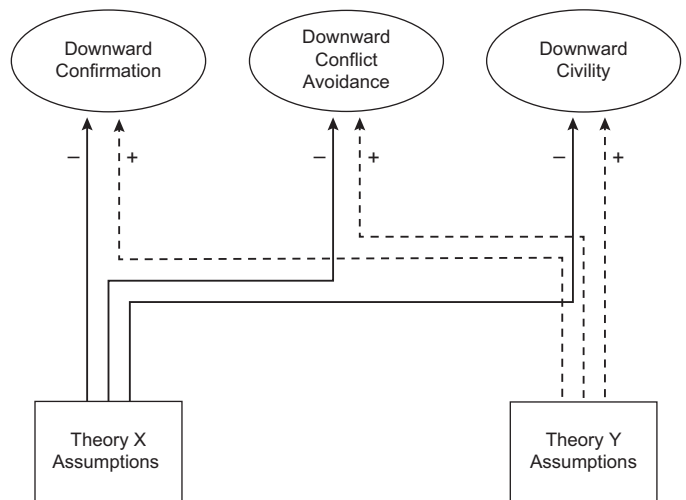 Downward
Confirmation
Downward
Conflict
Avoidance
Downward
Civility
–
+
–
+
–
+
Theory X
Assumptions
Theory Y
Assumptions